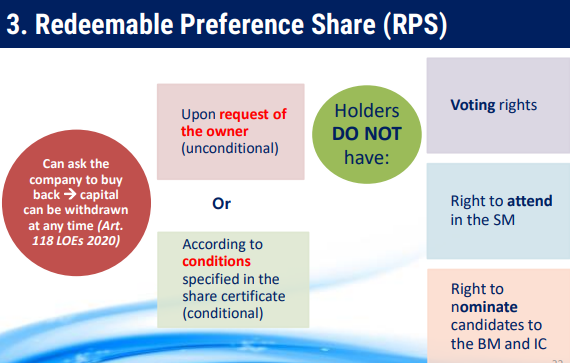 3. Redeemable Preference Share (RPS)
Can ask the
company to buy
back → capital
can be withdrawn
at any time (Art.
118 LOEs 2020)
Upon request of
the owner
(unconditional)
Or
According to
conditions
specified in the
share certificate
(conditional)
Holders
DO NOT
have:
Voting rights
Right to attend
in the SM
Right to
nominate
candidates to
the BM and IC